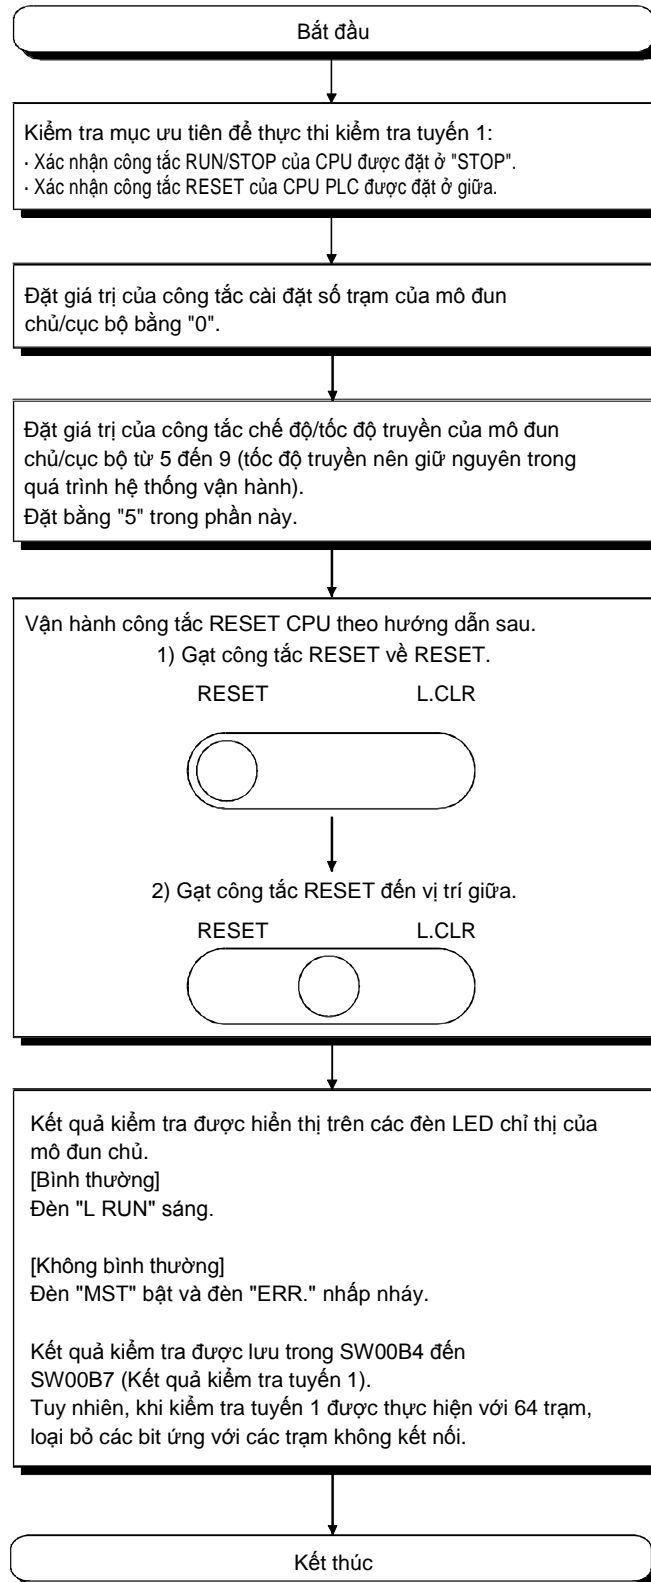 Bắt đầu
Kiểm tra mục ưu tiên để thực thi kiểm tra tuyến 1:
· Xác nhận công tắc RUN/STOP của CPU được đặt ở "STOP".
· Xác nhận công tắc RESET của CPU PLC được đặt ở giữa.
Đặt giá trị của công tắc cài đặt số trạm của mô đun
chủ/cục bộ bằng "0".
Đặt giá trị của công tắc chế độ/tốc độ truyền của mô đun
chủ/cục bộ từ 5 đến 9 (tốc độ truyền nên giữ nguyên trong
quá trình hệ thống vận hành).
Đặt bằng "5" trong phần này.
Vận hành công tắc RESET CPU theo hướng dẫn sau.
1) Gạt công tắc RESET về RESET.
RESET L.CLR
2) Gạt công tắc RESET đến vị trí giữa.
RESET L.CLR
Kết quả kiểm tra được hiển thị trên các đèn LED chỉ thị của
mô đun chủ.
[Bình thường]
Đèn "L RUN" sáng.
[Không bình thường]
Đèn "MST" bật và đèn "ERR." nhấp nháy.
Kết quả kiểm tra được lưu trong SW00B4 đến
SW00B7 (Kết quả kiểm tra tuyến 1).
Tuy nhiên, khi kiểm tra tuyến 1 được thực hiện với 64 trạm,
loại bỏ các bit ứng với các trạm không kết nối.
Kết thúc